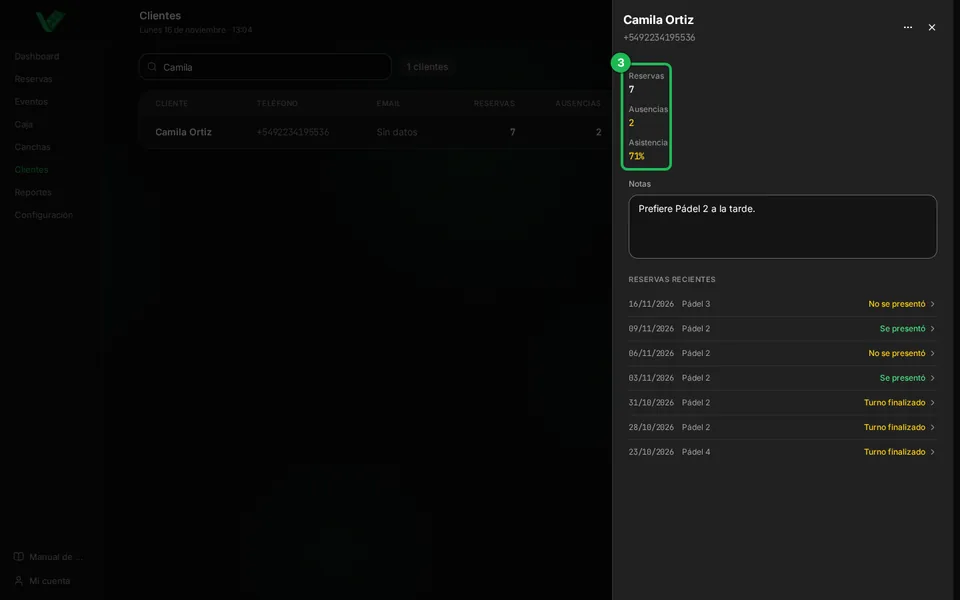 Clientes
Lunes 16 de noviembre · 13:04
Dashboard
Reservas
Eventos
Caja
Canchas
Clientes
Reportes
Configuración
Manual de ...
Mi cuenta
Camila
1 clientes
CLIENTE TELÉFONO EMAIL RESERVAS AUSENCIAS
Camila Ortiz +5492234195536 Sin datos 7 2
Camila Ortiz
+5492234195536
3
Reservas
7
Ausencias
2
Asistencia
71%
Notas
Prefiere Pádel 2 a la tarde.
RESERVAS RECIENTES
16/11/2026 Pádel 3 No se presentó
09/11/2026 Pádel 2 Se presentó
06/11/2026 Pádel 2 No se presentó
03/11/2026 Pádel 2 Se presentó
31/10/2026 Pádel 2 Turno finalizado
28/10/2026 Pádel 2 Turno finalizado
23/10/2026 Pádel 4 Turno finalizado